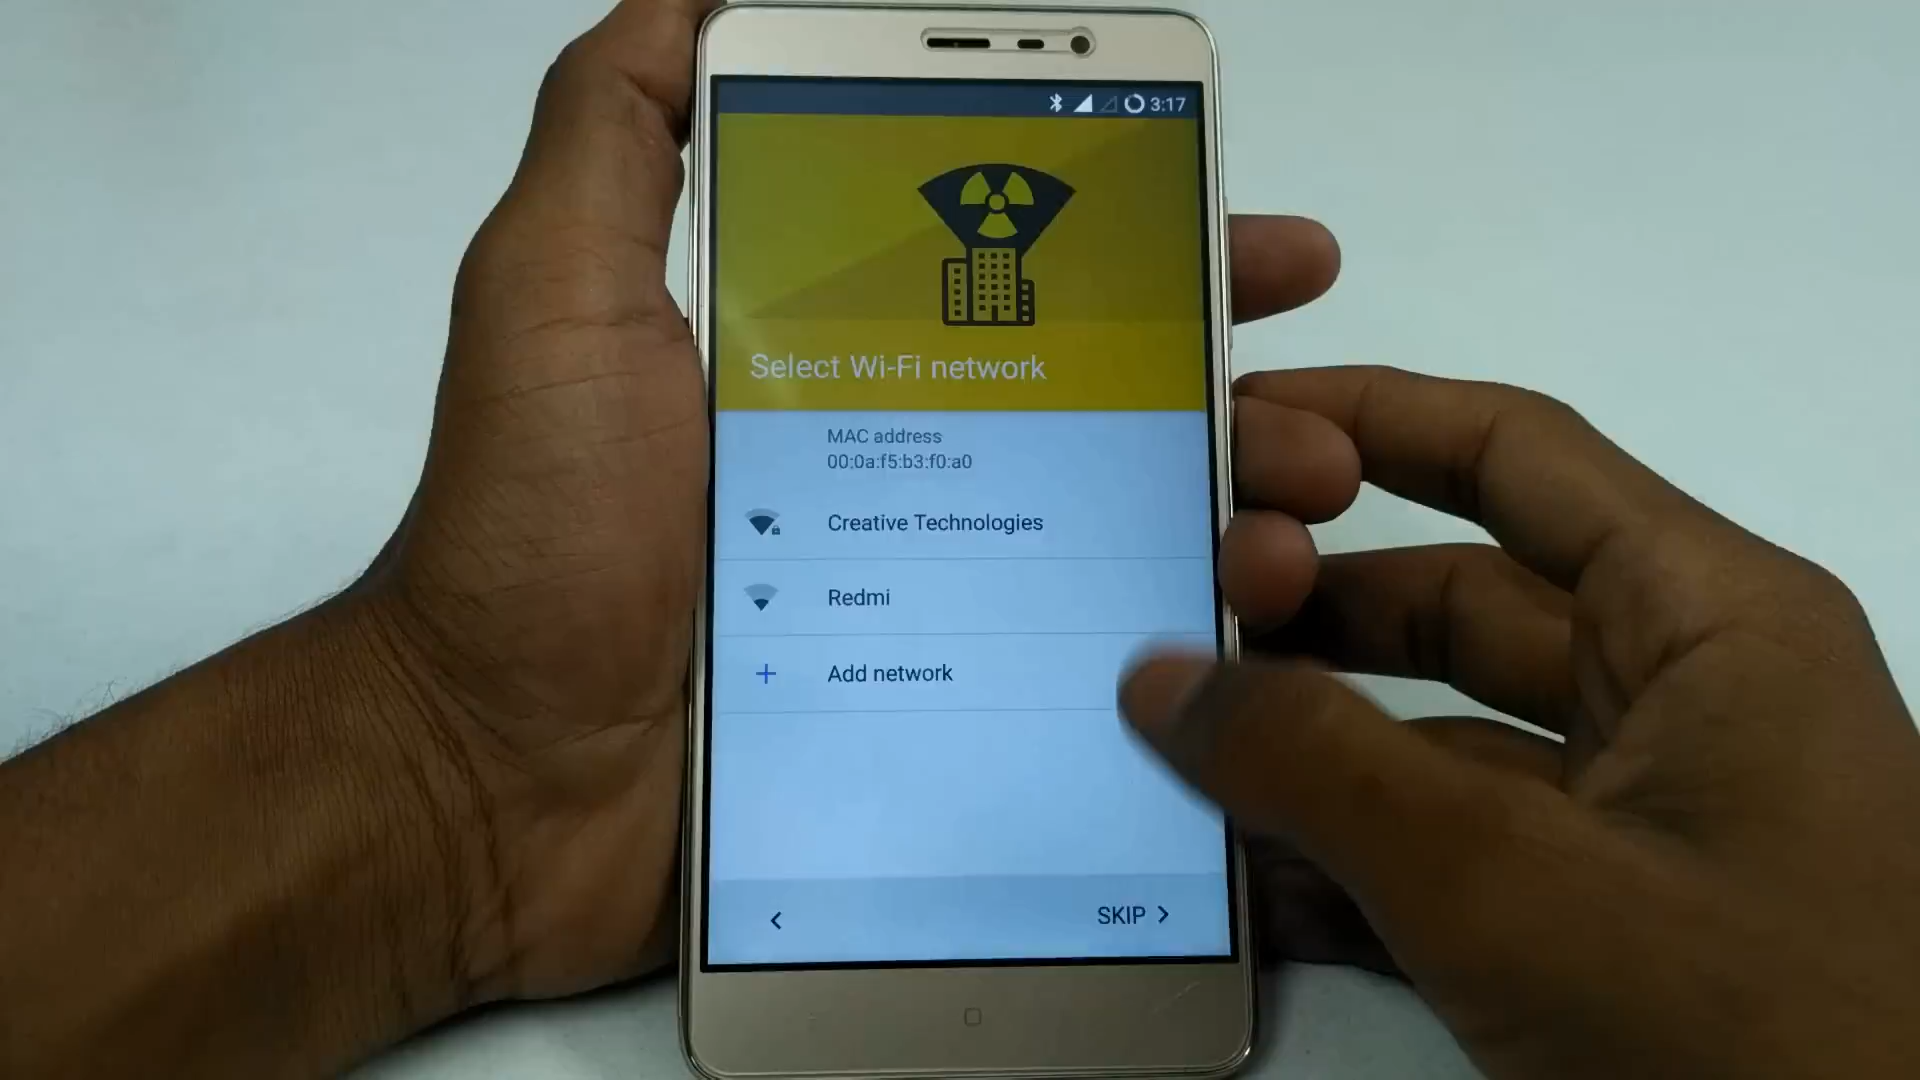 3:17
Select Wi-Fi network
MAC address
00:0a:f5:b3:f0:a0
Creative Technologies
Redmi
Add network
SKIP